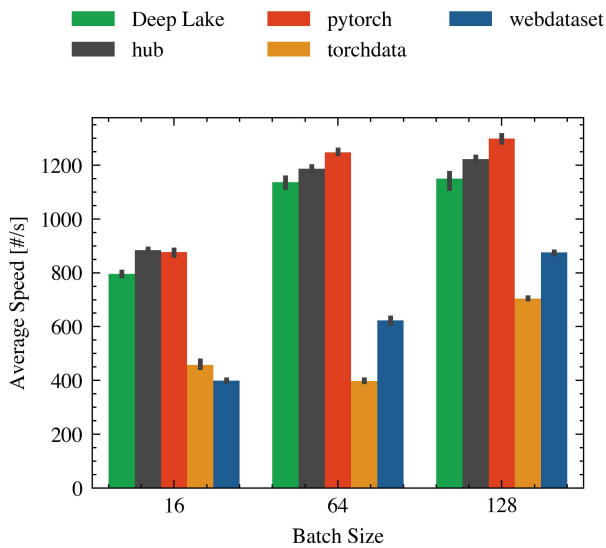 Deep Lake pytorch webdataset
hub torchdata
1200
1000
800
600
400
200
0
Average Speed [#/s]
16 64 128
Batch Size